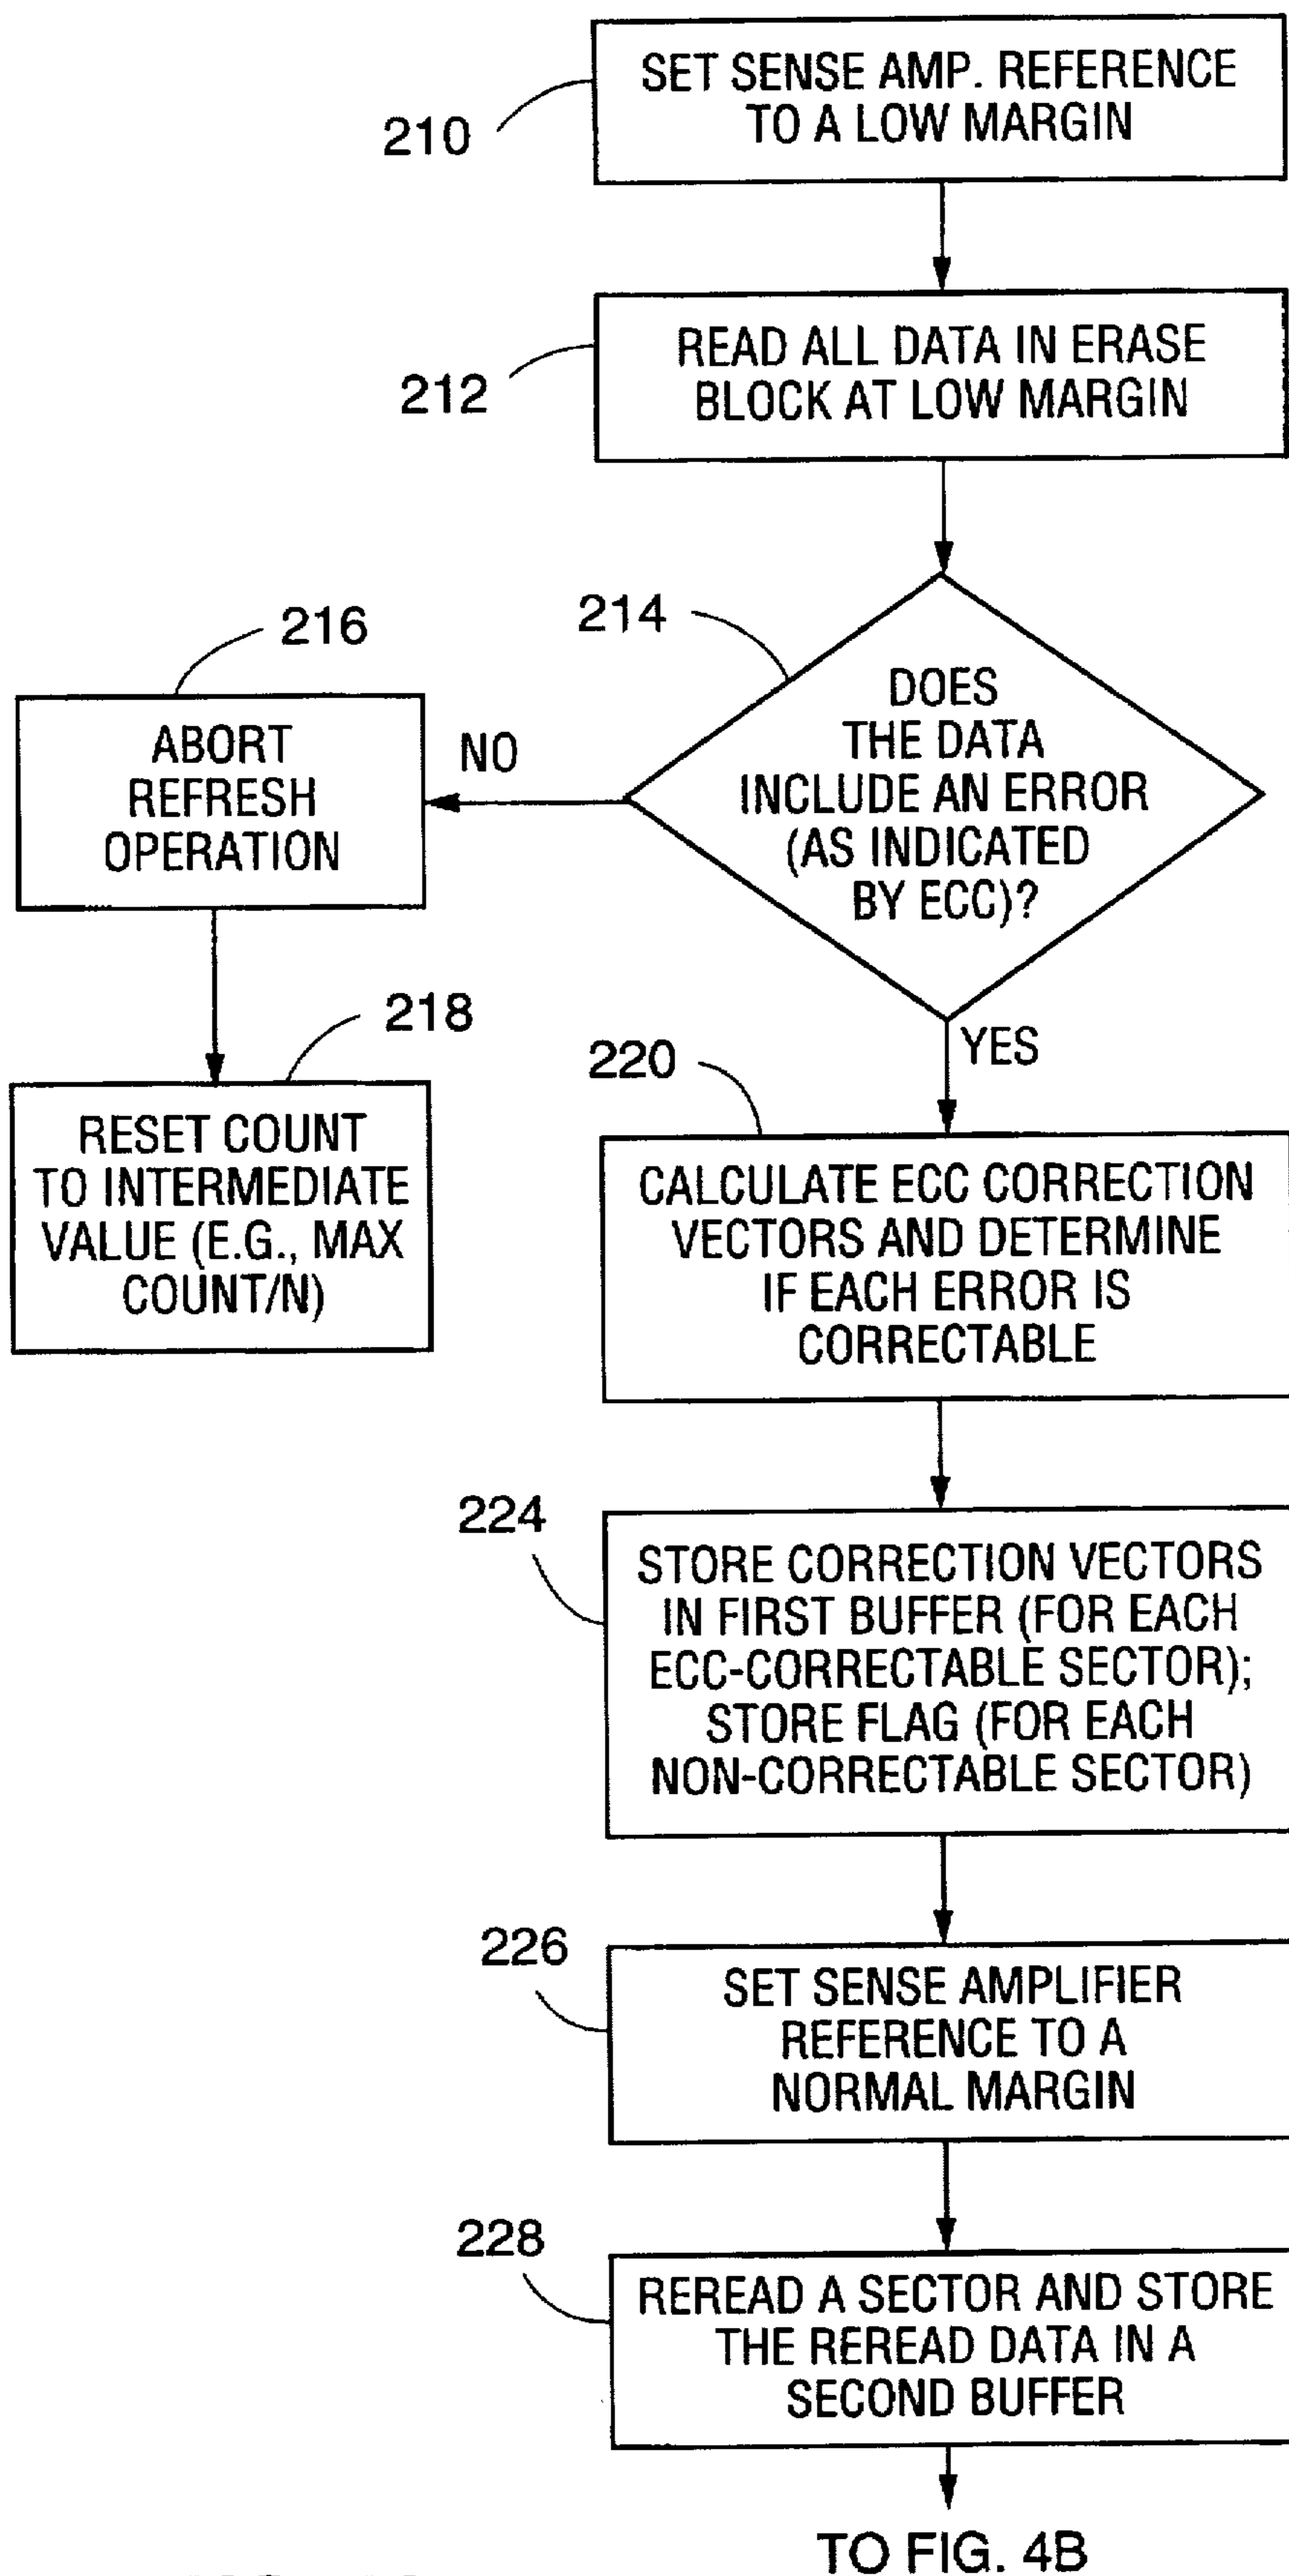 SET SENSE AMP. REFERENCE
TO A LOW MARGIN
210
READ ALL DATA IN ERASE
BLOCK AT LOW MARGIN
212
214
DOES
THE DATA
INCLUDE AN ERROR
(AS INDICATED
BY ECC)?
216
NO
ABORT
REFRESH
OPERATION
218
RESET COUNT
TO INTERMEDIATE
VALUE (E.G., MAX
COUNT/N)
YES
220
CALCULATE ECC CORRECTION
VECTORS AND DETERMINE
IF EACH ERROR IS
CORRECTABLE
224
STORE CORRECTION VECTORS
IN FIRST BUFFER (FOR EACH
ECC-CORRECTABLE SECTOR);
STORE FLAG (FOR EACH
NON-CORRECTABLE SECTOR)
226
SET SENSE AMPLIFIER
REFERENCE TO A
NORMAL MARGIN
228
REREAD A SECTOR AND STORE
THE REREAD DATA IN A
SECOND BUFFER
TO FIG. 4B